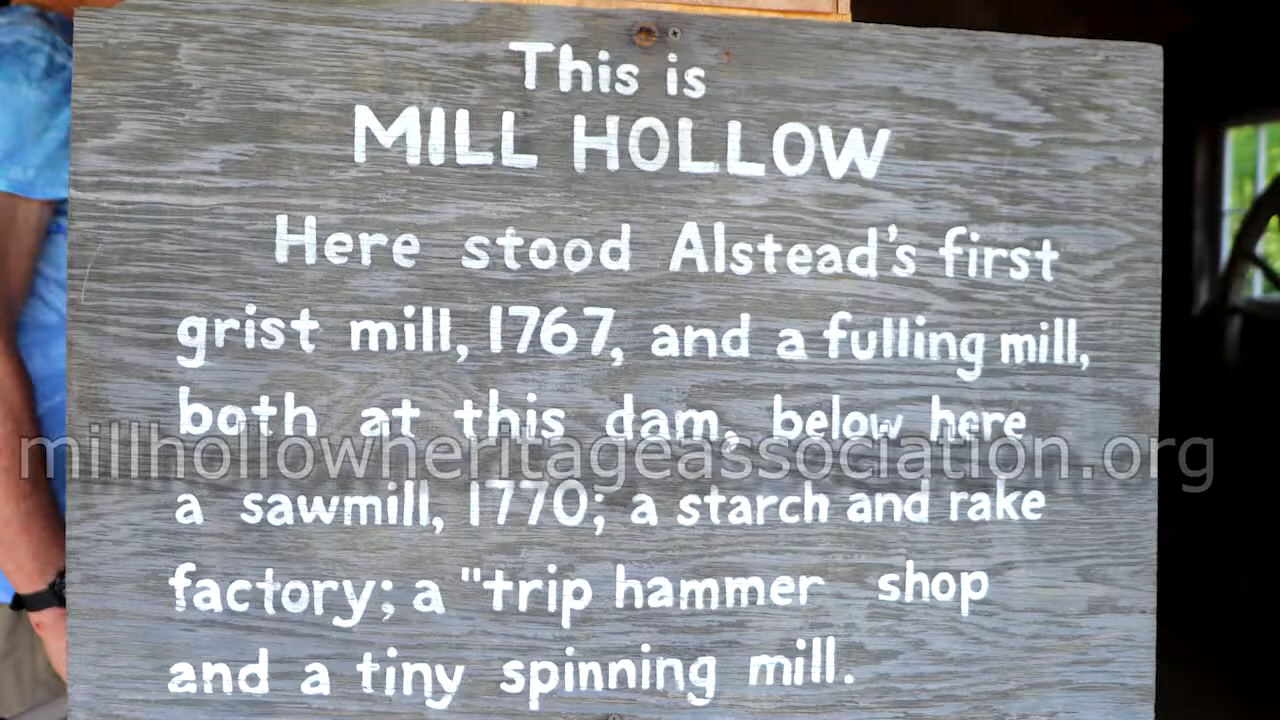 This is
MILL HOLLOW
Here stood Alstead's first
grist mill, 1767, and a fulling mill,
both at this dam, below here
millhollowheritageassociation.org
a sawmill, 1770; a starch and rake
factory; a "trip hammer shop
and a tiny spinning mill.